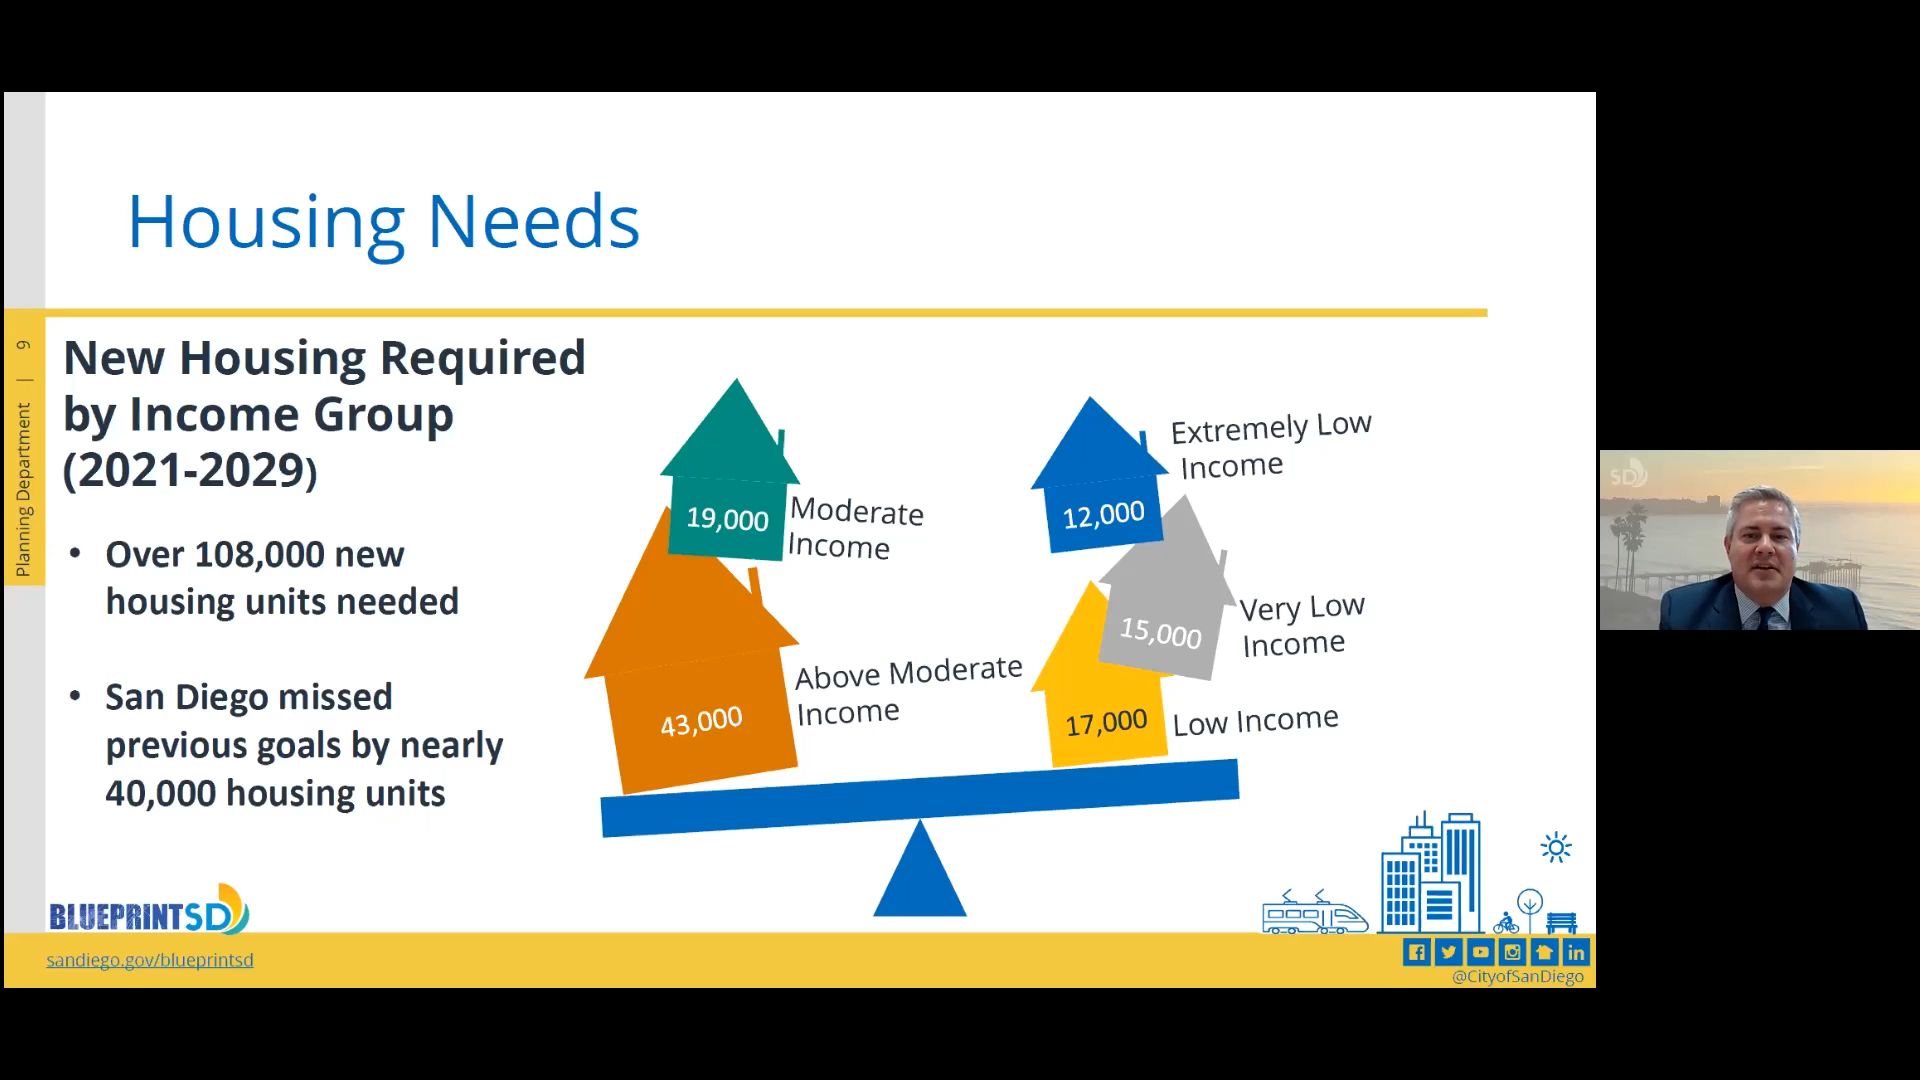 Housing Needs
Planning Department | 9
New Housing Required
by Income Group
(2021-2029)
• Over 108,000 new
housing units needed
• San Diego missed
previous goals by nearly
40,000 housing units
19,000
Moderate
Income
43,000
Above Moderate
Income
12,000
Extremely Low
Income
15,000
Very Low
Income
17,000
Low Income
BLUEPRINTSD
sandiego.gov/blueprintsd
@CityofSanDiego
SD